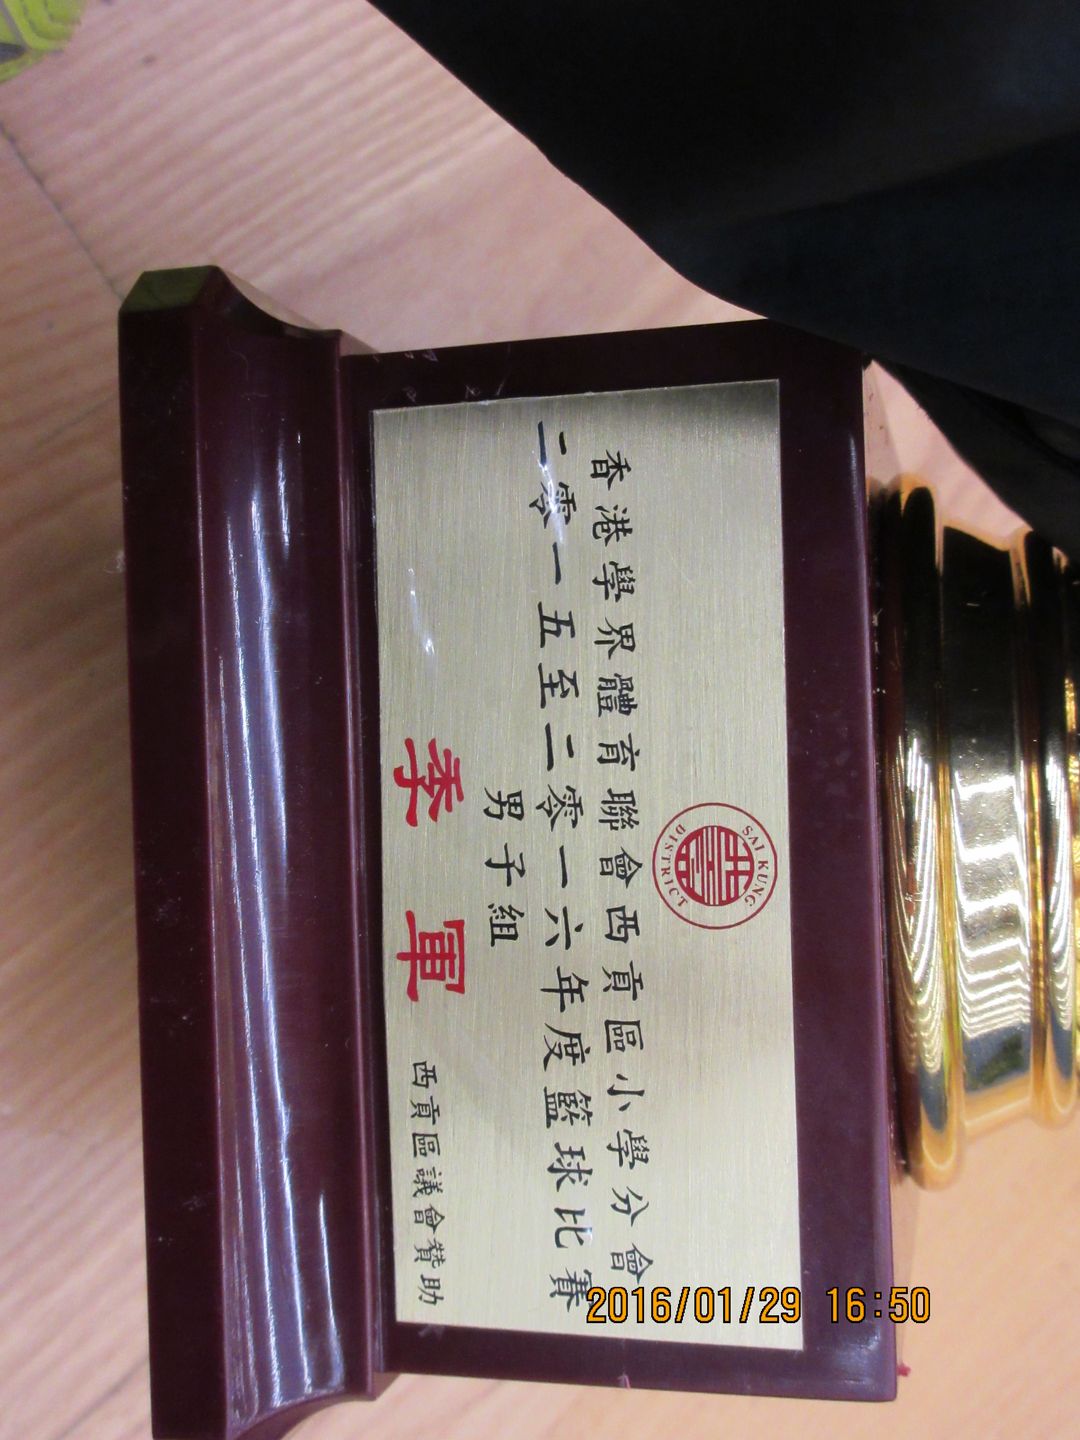 SAI KUNG
DISTRICT
香港學界體育聯會西貢區小學分會
二零一五至二零一六年度籃球比賽
男子組
季軍
西貢區議會贊助
2016/01/29 16:50